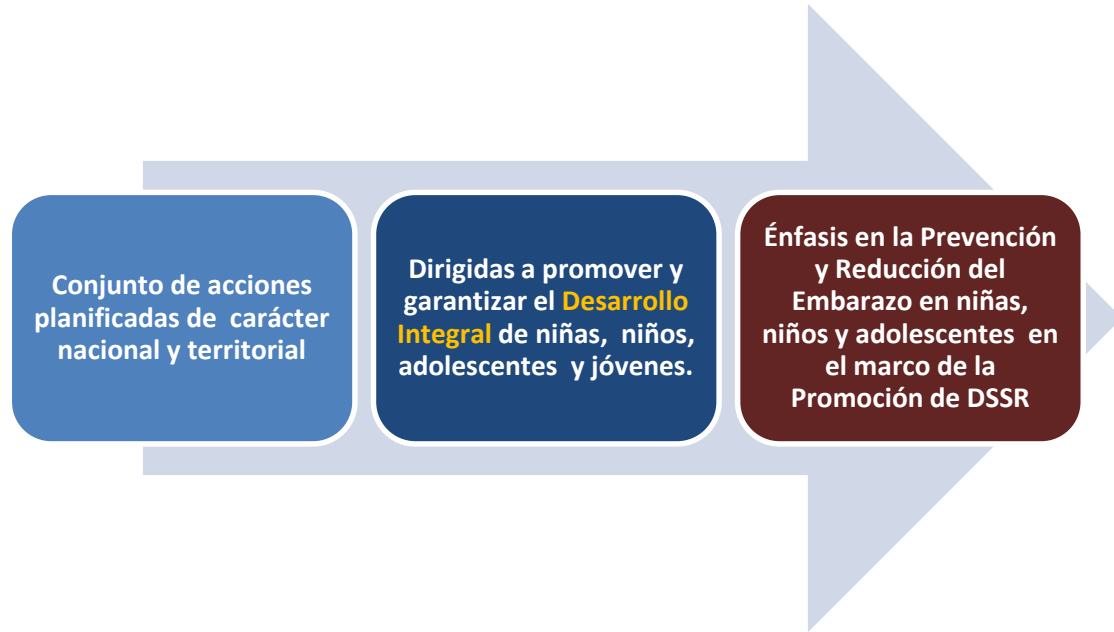 Conjunto de acciones
planificadas de carácter
nacional y territorial
Dirigidas a promover y
garantizar el Desarrollo
Integral de niñas, niños,
adolescentes y jóvenes.
Énfasis en la Prevención
y Reducción del
Embarazo en niñas,
niños y adolescentes en
el marco de la
Promoción de DSSR